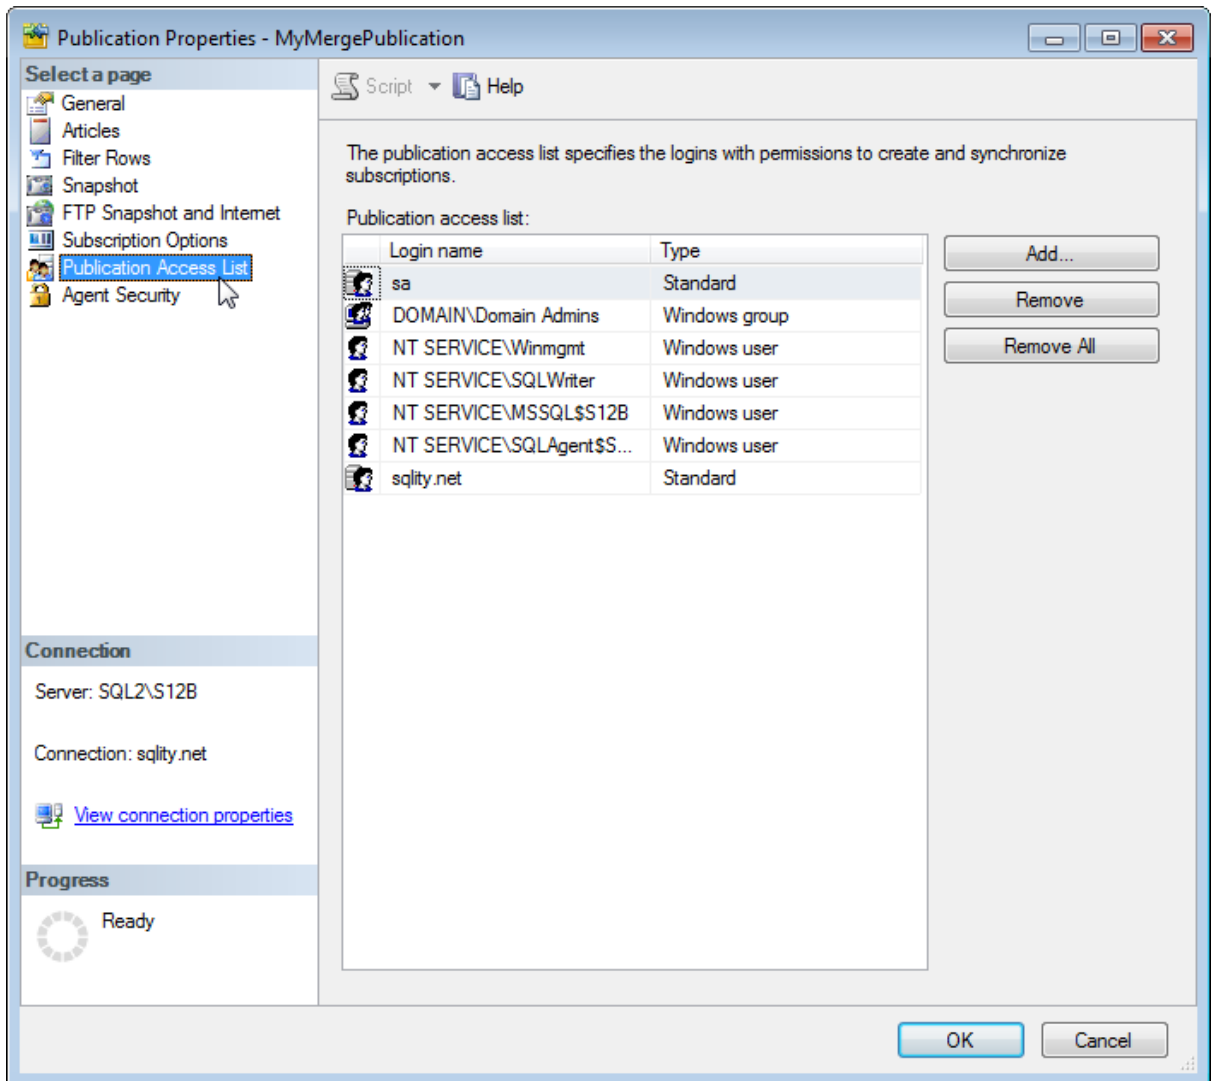 Publication Properties - MyMergePublication
Select a page
General
Articles
Filter Rows
Snapshot
FTP Snapshot and Internet
Subscription Options
Publication Access List
Agent Security
Connection
Server: SQL2\S12B
Connection: sqlity.net
View connection properties
Progress
Ready
Script Help
The publication access list specifies the logins with permissions to create and synchronize
subscriptions.
Publication access list:
Login name Type
sa Standard
DOMAIN\Domain Admins Windows group
NT SERVICE\Winmgmt Windows user
NT SERVICE\SQLWriter Windows user
NT SERVICE\MSSQL$S12B Windows user
NT SERVICE\SQLAgent$S... Windows user
sqlity.net Standard
Add...
Remove
Remove All
OK Cancel